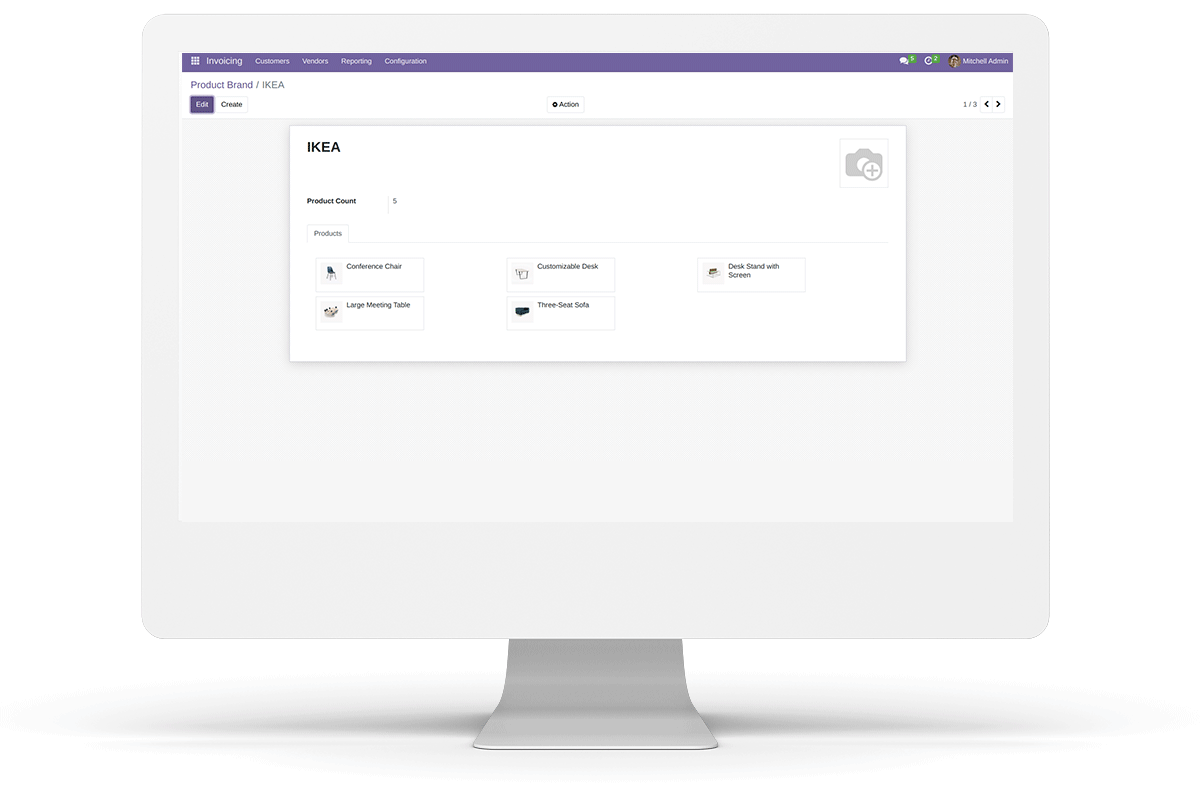 Invoicing Customers Vendors Reporting Configuration 5 2 Mitchell Admin
Product Brand / IKEA
Edit Create Action 1 / 3
IKEA
Product Count 5
Products
Conference Chair Customizable Desk Desk Stand with
Screen
Large Meeting Table Three-Seat Sofa